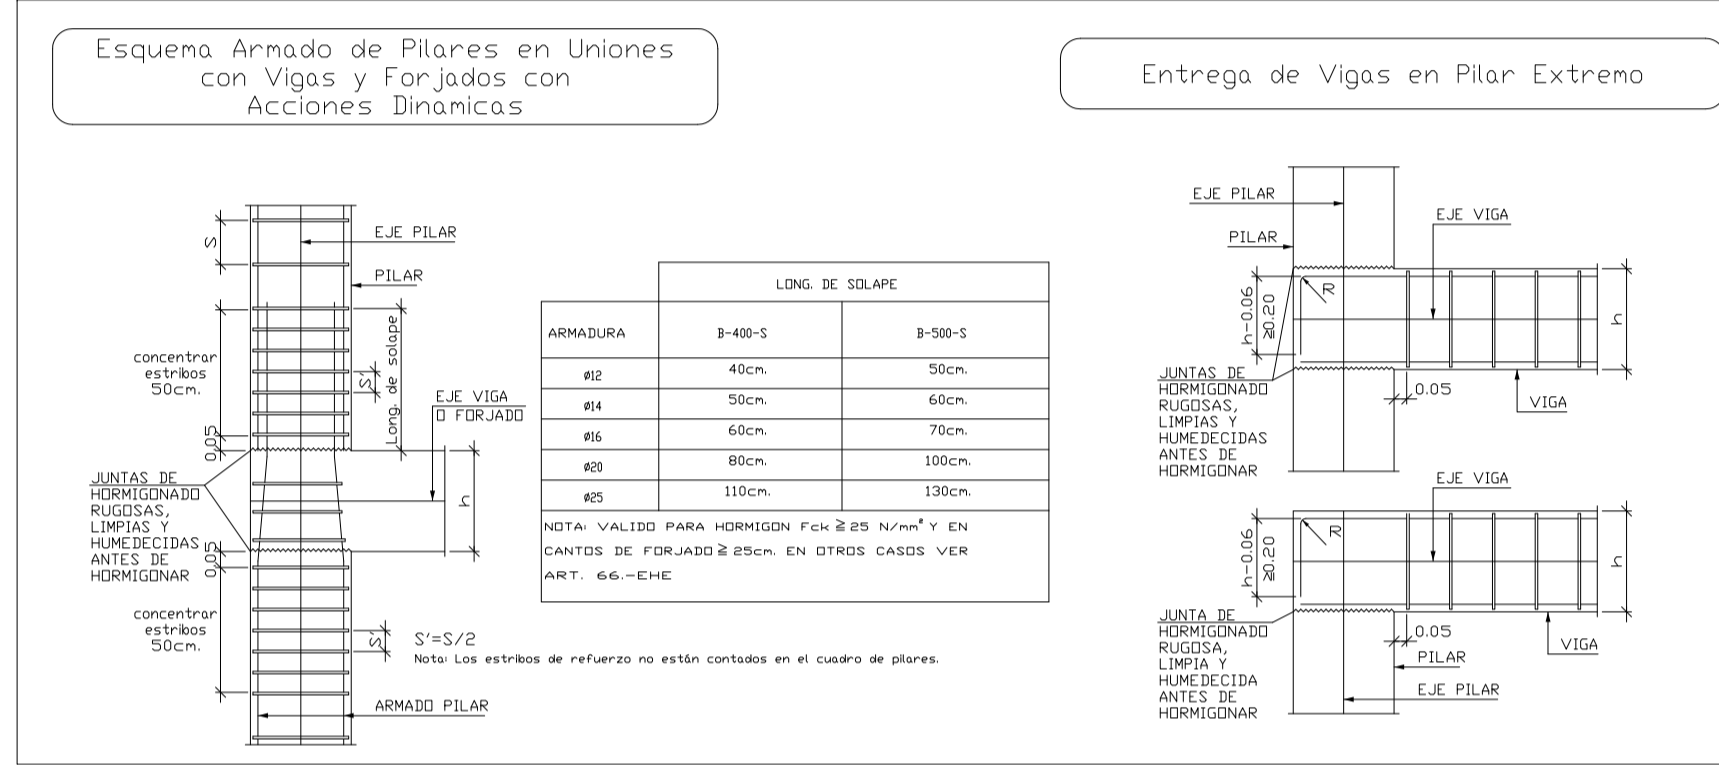 Esquema Armado de Pilares en Uniones
con Vigas y Forjados con
Acciones Dinamicas
Entrega de Vigas en Pilar Extremo
S
EJE PILAR
PILAR
concentrar
estribos
50cm.
S'
Long. de solape
0,05
EJE VIGA
O FORJADO
h
JUNTAS DE
HORMIGONADO
RUGOSAS,
LIMPIAS Y
HUMEDECIDAS
ANTES DE
HORMIGONAR
0,05
concentrar
estribos
50cm.
S'
S'=S/2
Nota: Los estribos de refuerzo no están contados en el cuadro de pilares.
ARMADO PILAR
LONG. DE SOLAPE
ARMADURA B-400-S B-500-S
ø12 40cm. 50cm.
ø14 50cm. 60cm.
ø16 60cm. 70cm.
ø20 80cm. 100cm.
ø25 110cm. 130cm.
NOTA: VALIDO PARA HORMIGON Fck ≥ 25 N/mm² Y EN
CANTOS DE FORJADO ≥ 25cm. EN OTROS CASOS VER
ART. 66.-EHE
EJE PILAR
EJE VIGA
PILAR
R
h-0.06
≥0.20
h
JUNTAS DE
HORMIGONADO
RUGOSAS,
LIMPIAS Y
HUMEDECIDAS
ANTES DE
HORMIGONAR
0.05
VIGA
EJE VIGA
R
h-0.06
≥0.20
h
JUNTA DE
HORMIGONADO
RUGOSA,
LIMPIA Y
HUMEDECIDA
ANTES DE
HORMIGONAR
0.05
VIGA
PILAR
EJE PILAR